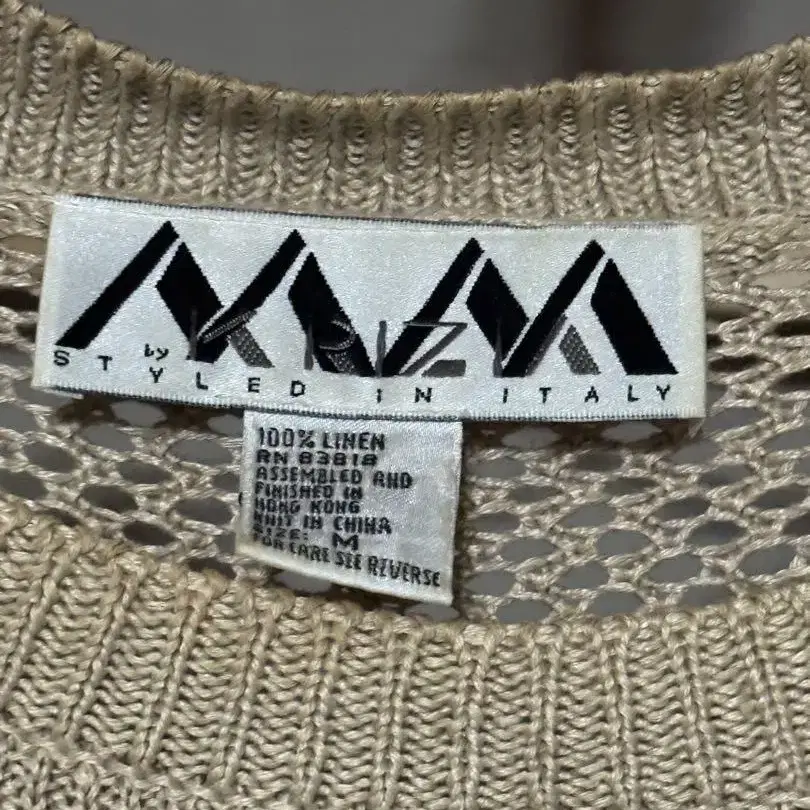 MM
by KRIZIA
STYLED IN ITALY
100% LINEN
RN 83818
ASSEMBLED AND
FINISHED IN
HONG KONG
KNIT IN CHINA
SIZE: M
FOR CARE SEE REVERSE